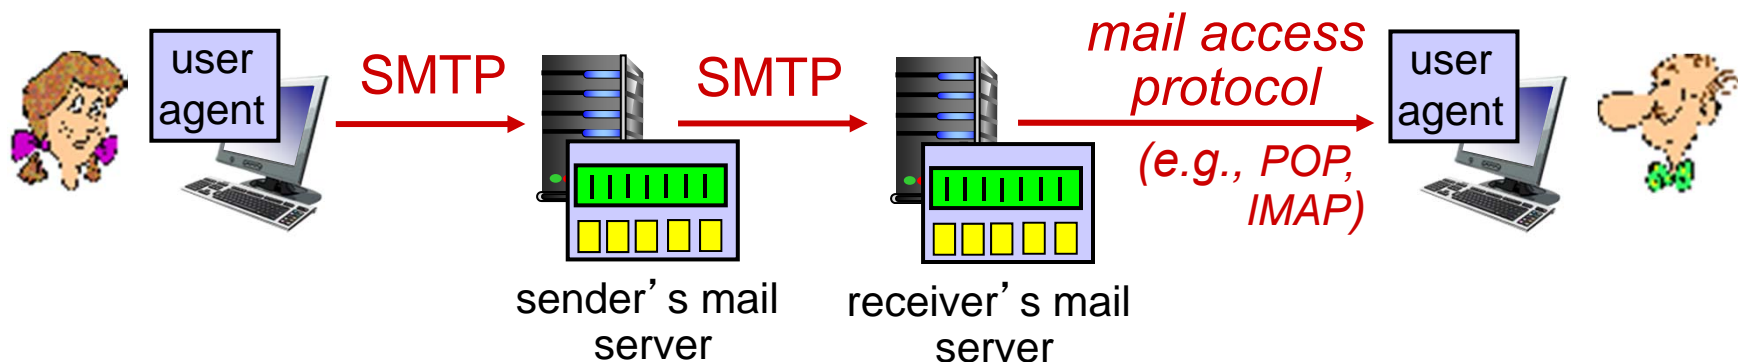 user
agent
SMTP
SMTP
mail access
protocol
(e.g., POP,
IMAP)
user
agent
sender’s mail
server
receiver’s mail
server